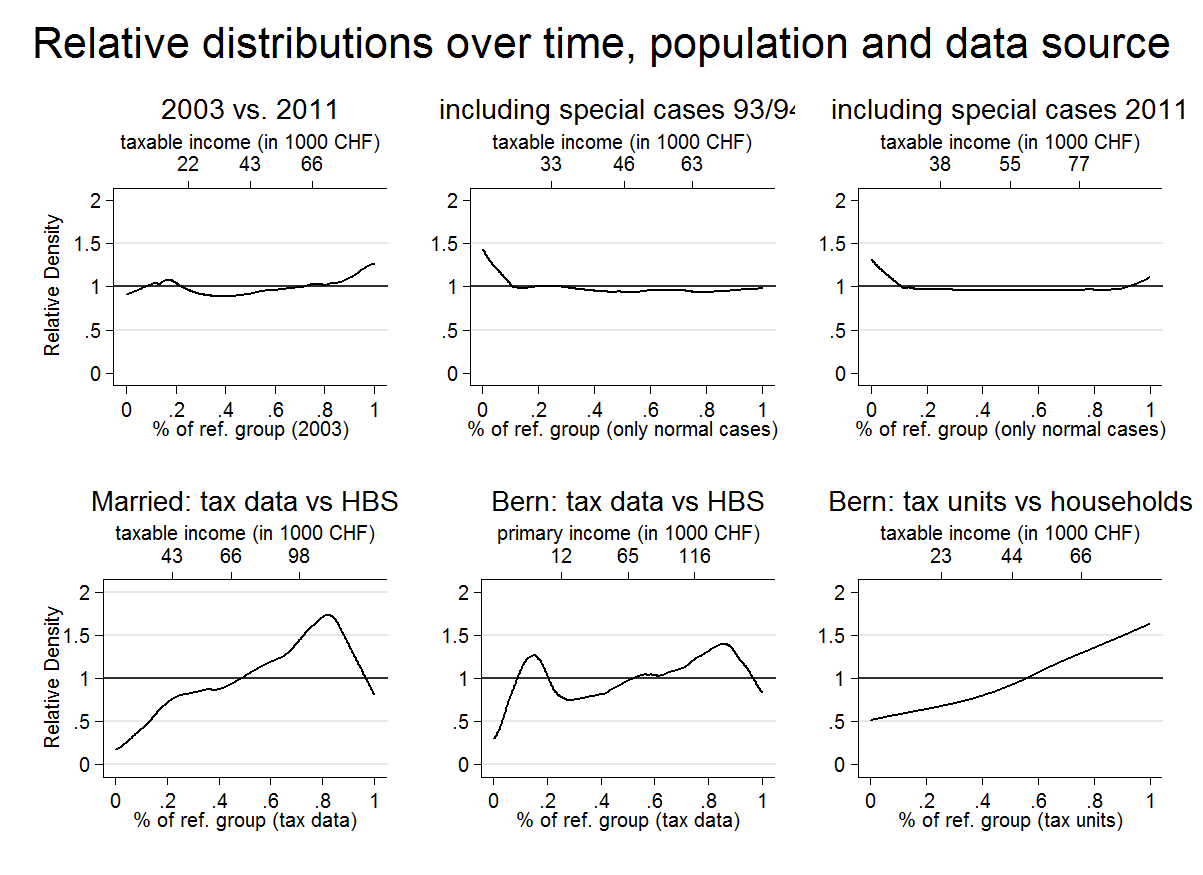 Relative distributions over time, population and data source
2003 vs. 2011
taxable income (in 1000 CHF)
22 43 66
2
1.5
1
.5
0
Relative Density
0 .2 .4 .6 .8 1
% of ref. group (2003)
including special cases 93/94
taxable income (in 1000 CHF)
33 46 63
2
1.5
1
.5
0
0 .2 .4 .6 .8 1
% of ref. group (only normal cases)
including special cases 2011
taxable income (in 1000 CHF)
38 55 77
2
1.5
1
.5
0
0 .2 .4 .6 .8 1
% of ref. group (only normal cases)
Married: tax data vs HBS
taxable income (in 1000 CHF)
43 66 98
2
1.5
1
.5
0
Relative Density
0 .2 .4 .6 .8 1
% of ref. group (tax data)
Bern: tax data vs HBS
primary income (in 1000 CHF)
12 65 116
2
1.5
1
.5
0
0 .2 .4 .6 .8 1
% of ref. group (tax data)
Bern: tax units vs households
taxable income (in 1000 CHF)
23 44 66
2
1.5
1
.5
0
0 .2 .4 .6 .8 1
% of ref. group (tax units)